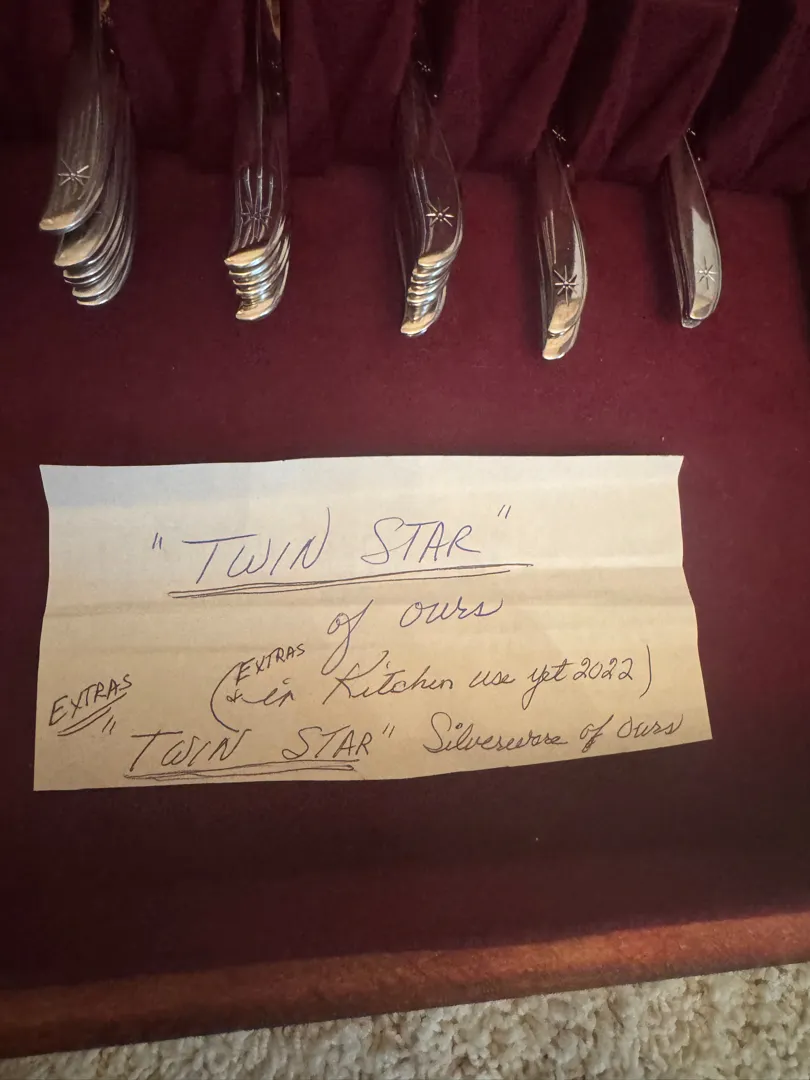 "TWIN STAR"
of ours
EXTRAS
(EXTRAS
& in Kitchen use yet 2022)
"TWIN STAR" Silverware of ours